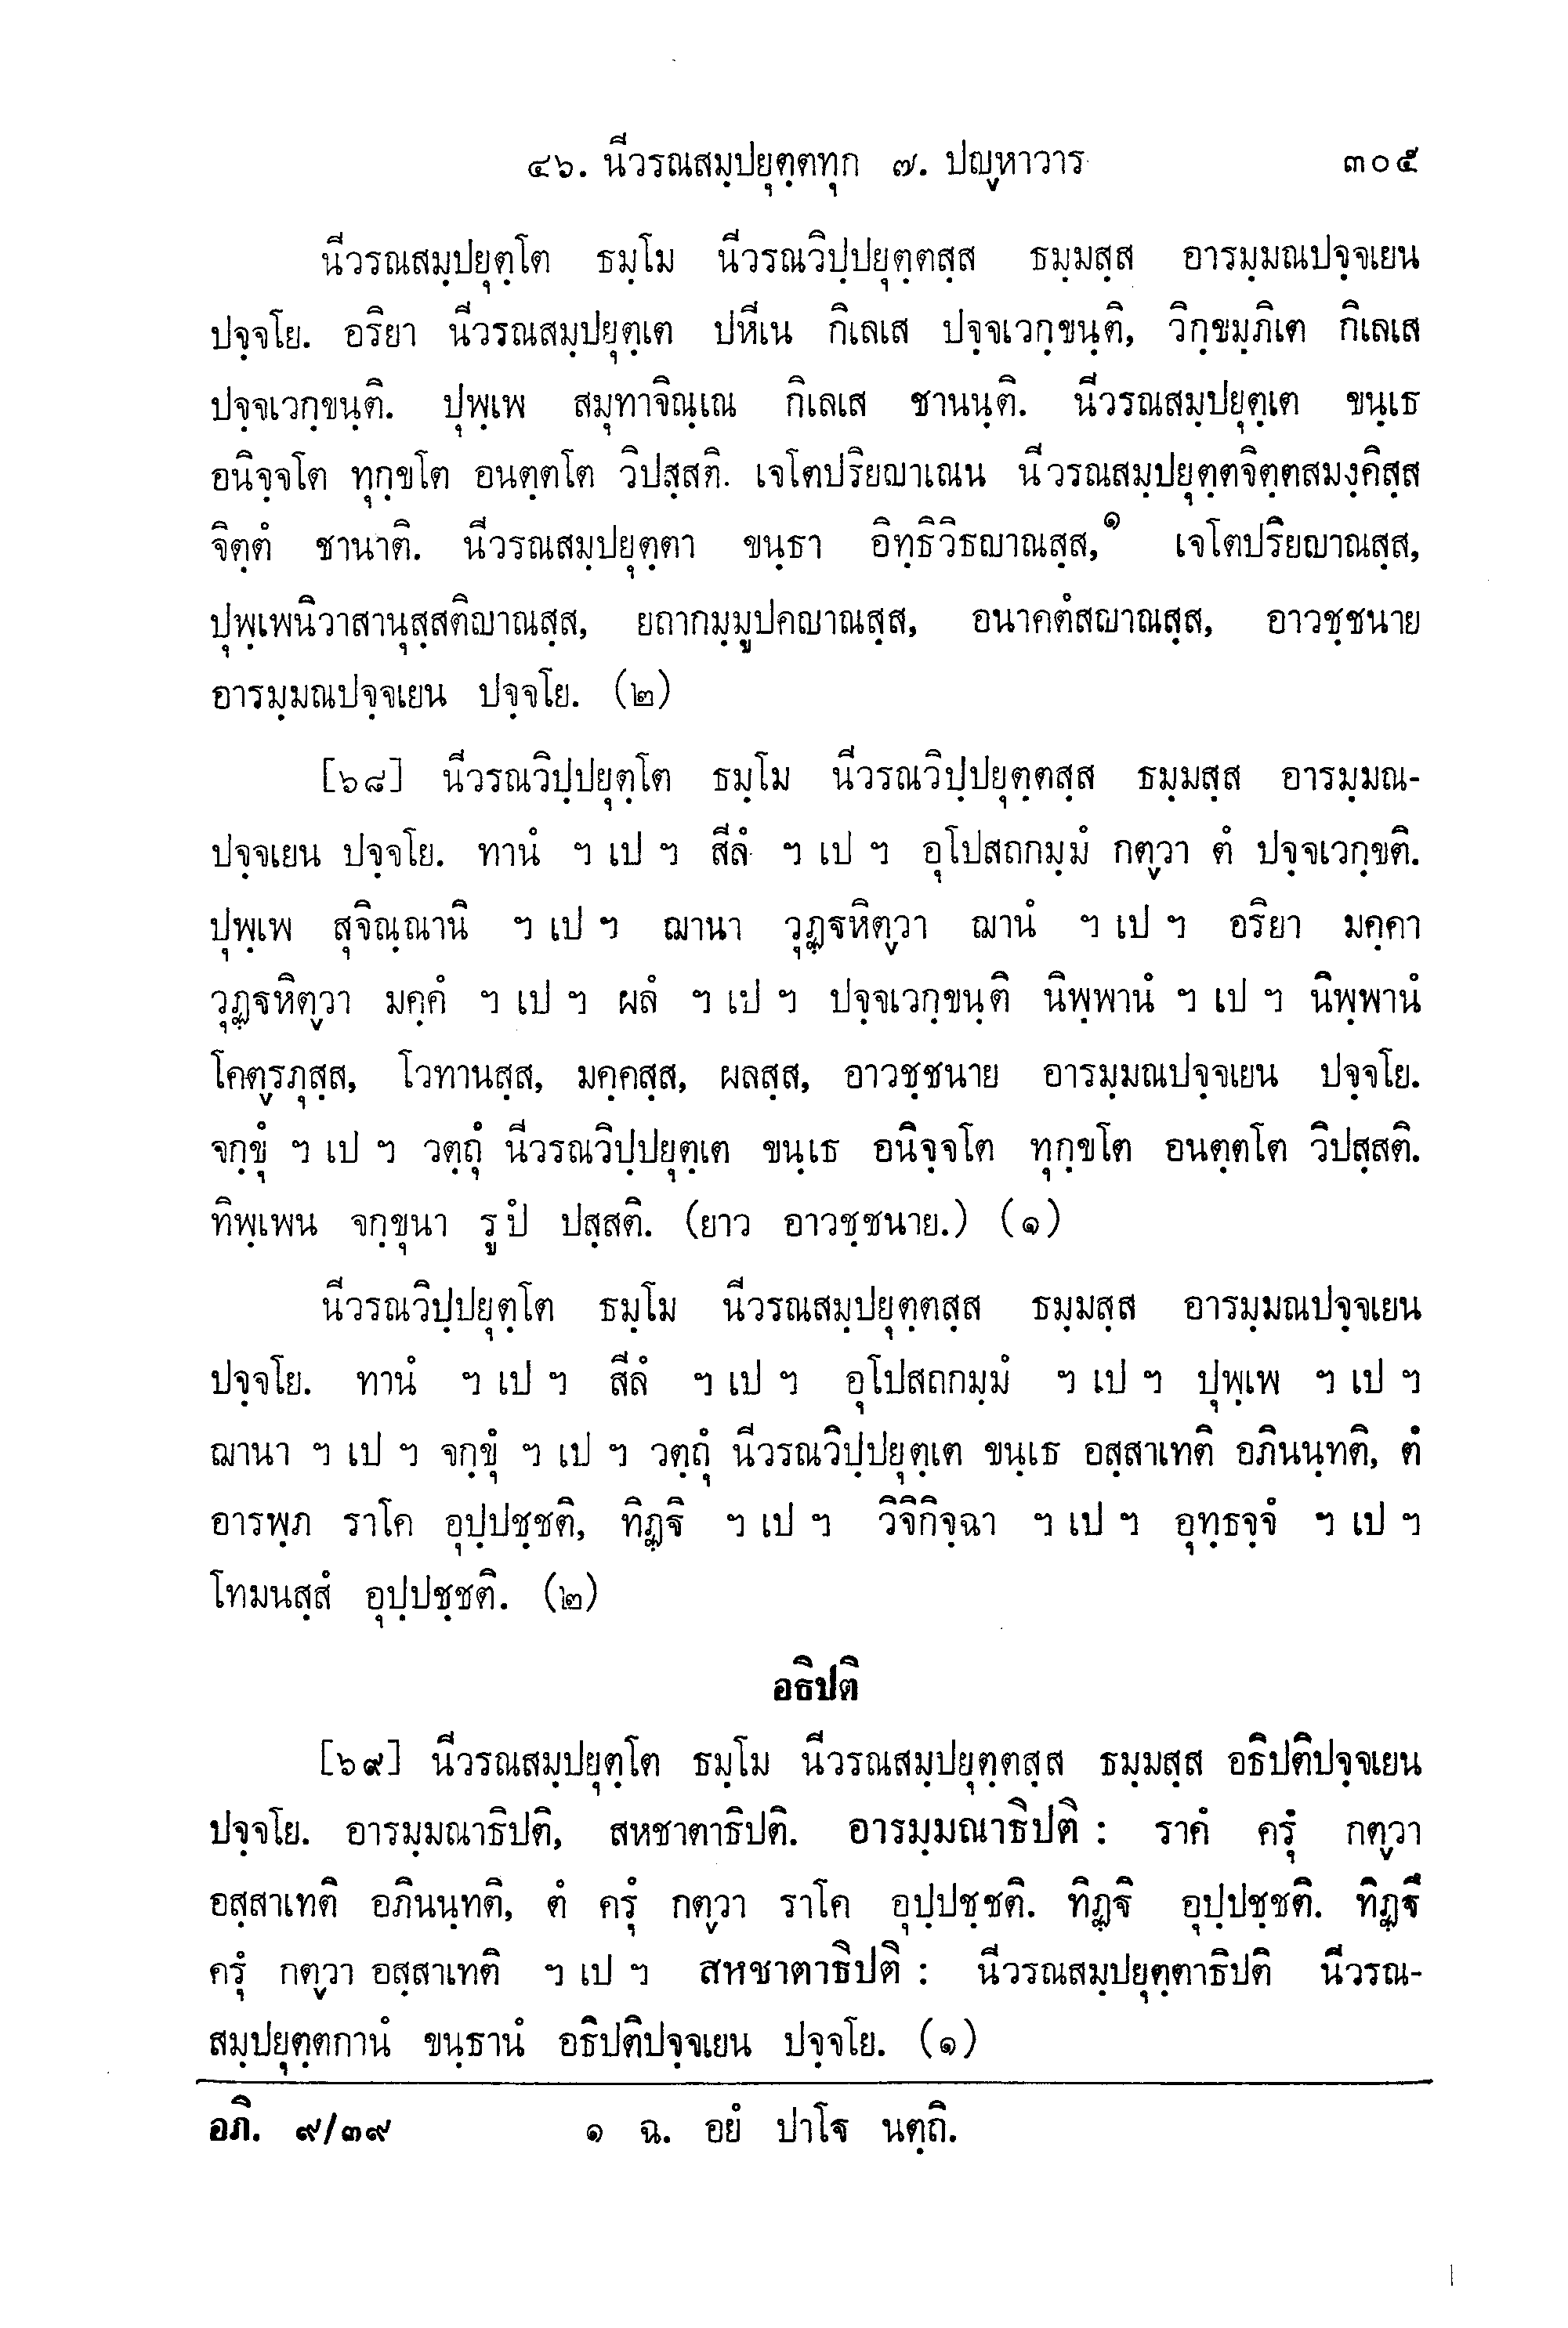 ๔๖. นีวรณสมฺปยุตฺตทุก ๗. ปญฺหาวาร ๓๐๕
นีวรณสมฺปยุตฺโต ธมฺโม นีวรณวิปฺปยุตฺตสฺส ธมฺมสฺส อารมฺมณปจฺจเยน
ปจฺจโย. อริยา นีวรณสมฺปยุตฺเต ปหีเน กิเลเส ปจฺจเวกฺขนฺติ, วิกฺขมฺภิเต กิเลเส
ปจฺจเวกฺขนฺติ. ปุพฺเพ สมุทาจิณฺเณ กิเลเส ชานนฺติ. นีวรณสมฺปยุตฺเต ขนฺเธ
อนิจฺจโต ทุกฺขโต อนตฺตโต วิปสฺสติ. เจโตปริยญาเณน นีวรณสมฺปยุตฺตจิตฺตสมงฺคิสฺส
จิตฺตํ ชานาติ. นีวรณสมฺปยุตฺตา ขนฺธา อิทฺธิวิธญาณสฺส,๑ เจโตปริยญาณสฺส,
ปุพฺเพนิวาสานุสฺสติญาณสฺส, ยถากมฺมูปคญาณสฺส, อนาคตํสญาณสฺส, อาวชฺชนาย
อารมฺมณปจฺจเยน ปจฺจโย. (๒)
[๖๘] นีวรณวิปฺปยุตฺโต ธมฺโม นีวรณวิปฺปยุตฺตสฺส ธมฺมสฺส อารมฺมณ-
ปจฺจเยน ปจฺจโย. ทานํ ฯ เป ฯ สีลํ ฯ เป ฯ อุโปสถกมฺมํ กตฺวา ตํ ปจฺจเวกฺขติ.
ปุพฺเพ สุจิณฺณานิ ฯ เป ฯ ฌานา วุฏฺฐหิตฺวา ฌานํ ฯ เป ฯ อริยา มคฺคา
วุฏฺฐหิตฺวา มคฺคํ ฯ เป ฯ ผลํ ฯ เป ฯ ปจฺจเวกฺขนฺติ นิพฺพานํ ฯ เป ฯ นิพฺพานํ
โคตฺรภุสฺส, โวทานสฺส, มคฺคสฺส, ผลสฺส, อาวชฺชนาย อารมฺมณปจฺจเยน ปจฺจโย.
จกฺขุํ ฯ เป ฯ วตฺถุํ นีวรณวิปฺปยุตฺเต ขนฺเธ อนิจฺจโต ทุกฺขโต อนตฺตโต วิปสฺสติ.
ทิพฺเพน จกฺขุนา รูปํ ปสฺสติ. (ยาว อาวชฺชนาย.) (๑)
นีวรณวิปฺปยุตฺโต ธมฺโม นีวรณสมฺปยุตฺตสฺส ธมฺมสฺส อารมฺมณปจฺจเยน
ปจฺจโย. ทานํ ฯ เป ฯ สีลํ ฯ เป ฯ อุโปสถกมฺมํ ฯ เป ฯ ปุพฺเพ ฯ เป ฯ
ฌานา ฯ เป ฯ จกฺขุํ ฯ เป ฯ วตฺถุํ นีวรณวิปฺปยุตฺเต ขนฺเธ อสฺสาเทติ อภินนฺทติ, ตํ
อารพฺภ ราโค อุปฺปชฺชติ, ทิฏฺฐิ ฯ เป ฯ วิจิกิจฺฉา ฯ เป ฯ อุทฺธจฺจํ ฯ เป ฯ
โทมนสฺสํ อุปฺปชฺชติ. (๒)
อธิปติ
[๖๙] นีวรณสมฺปยุตฺโต ธมฺโม นีวรณสมฺปยุตฺตสฺส ธมฺมสฺส อธิปติปจฺจเยน
ปจฺจโย. อารมฺมณาธิปติ, สหชาตาธิปติ. อารมฺมณาธิปติ : ราคํ ครุํ กตฺวา
อสฺสาเทติ อภินนฺทติ, ตํ ครุํ กตฺวา ราโค อุปฺปชฺชติ. ทิฏฺฐิ อุปฺปชฺชติ. ทิฏฺฐึ
ครุํ กตฺวา อสฺสาเทติ ฯ เป ฯ สหชาตาธิปติ : นีวรณสมฺปยุตฺตาธิปติ นีวรณ-
สมฺปยุตฺตกานํ ขนฺธานํ อธิปติปจฺจเยน ปจฺจโย. (๑)
อภิ. ๙/๓๙ ๑ ฉ. อยํ ปาโฐ นตฺถิ.